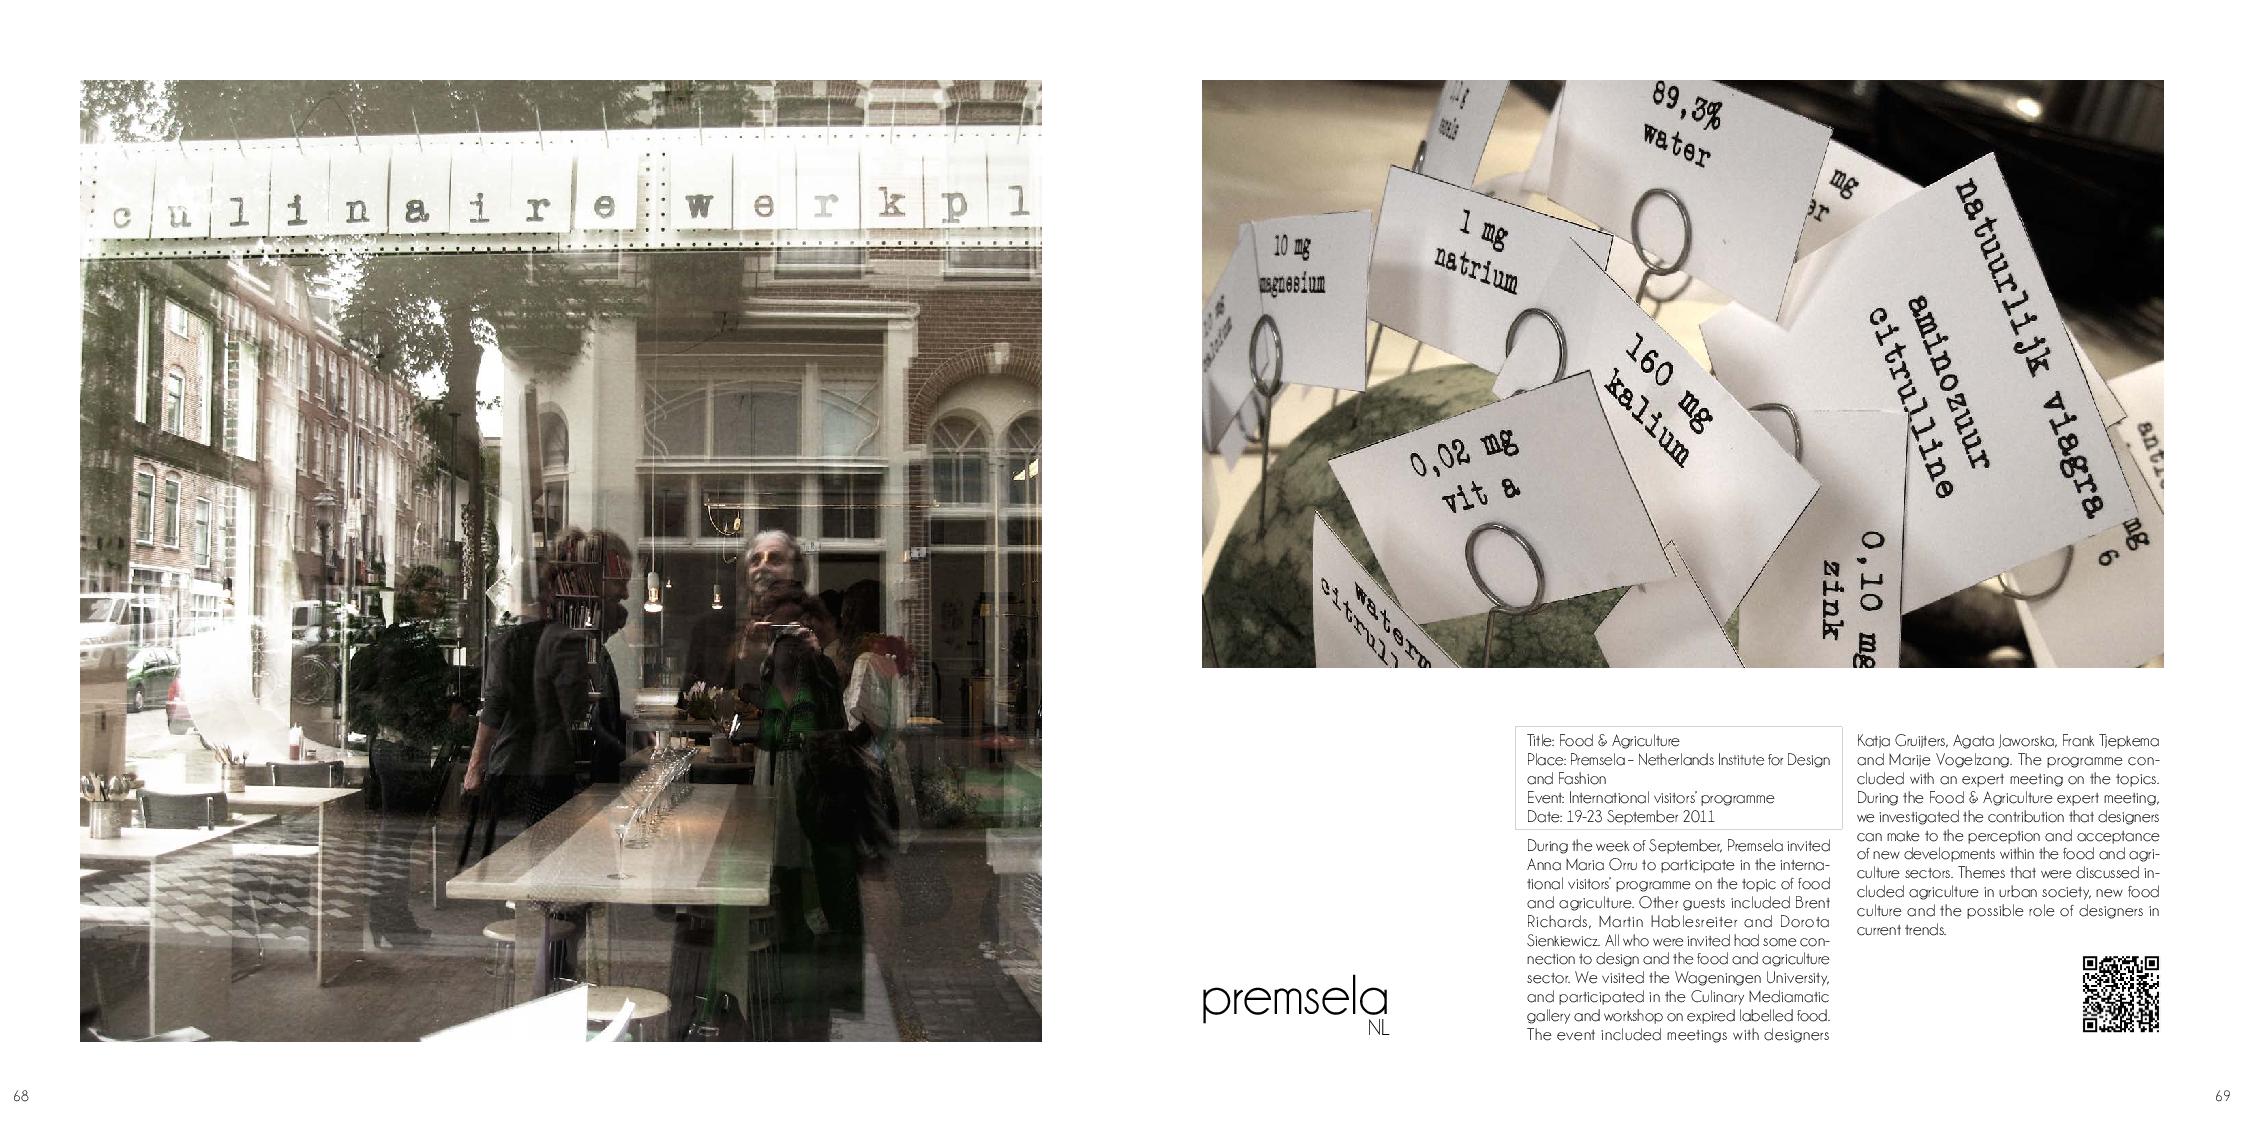 culinaire werkpl
89,3%
water
mg
1 mg
natrium
10 mg
magnesium
natuurlijk viagra
aminozuur
citrulline
160 mg
kalium
0,02 mg
vit a
0,10 mg
zink
mg
6
Title: Food & Agriculture
Place: Premsela – Netherlands Institute for Design
and Fashion
Event: International visitors' programme
Date: 19-23 September 2011
During the week of September, Premsela invited
Anna Maria Orru to participate in the interna-
tional visitors' programme on the topic of food
and agriculture. Other guests included Brent
Richards, Martin Hablesreiter and Dorota
Sienkiewicz. All who were invited had some con-
nection to design and the food and agriculture
sector. We visited the Wageningen University,
and participated in the Culinary Mediamatic
gallery and workshop on expired labelled food.
The event included meetings with designers
Katja Gruijters, Agata Jaworska, Frank Tjepkema
and Marije Vogelzang. The programme con-
cluded with an expert meeting on the topics.
During the Food & Agriculture expert meeting,
we investigated the contribution that designers
can make to the perception and acceptance
of new developments within the food and agri-
culture sectors. Themes that were discussed in-
cluded agriculture in urban society, new food
culture and the possible role of designers in
current trends.
premsela
NL
68
69